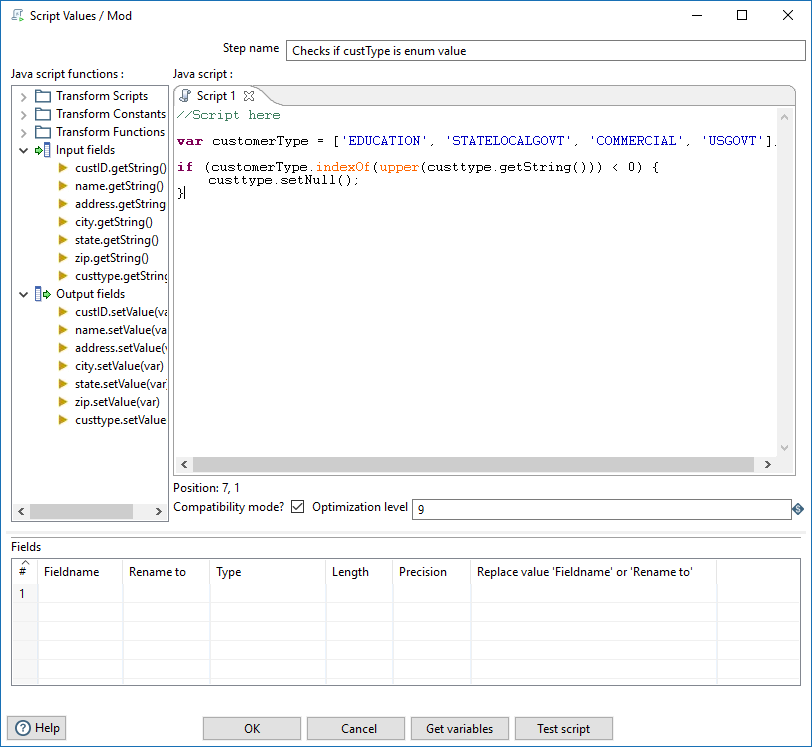 Script Values / Mod
Step name Checks if custType is enum value
Java script functions :
Java script :
Transform Scripts
Transform Constants
Transform Functions
Input fields
custID.getString()
name.getString()
address.getString
city.getString()
state.getString()
zip.getString()
custtype.getString
Output fields
custID.setValue(va
name.setValue(va
address.setValue(
city.setValue(var)
state.setValue(var)
zip.setValue(var)
custtype.setValue
Script 1
//Script here
var customerType = ['EDUCATION', 'STATELOCALGOVT', 'COMMERCIAL', 'USGOVT'];
if (customerType.indexOf(upper(custtype.getString())) < 0) {
custtype.setNull();
}
Position: 7, 1
Compatibility mode? Optimization level 9
Fields
# Fieldname Rename to Type Length Precision Replace value 'Fieldname' or 'Rename to'
1
Help OK Cancel Get variables Test script